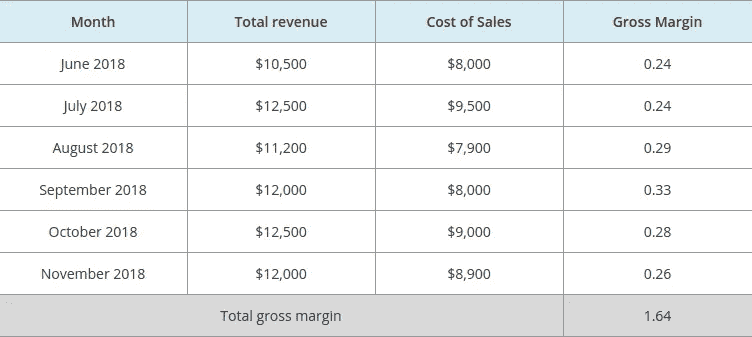 Month Total revenue Cost of Sales Gross Margin
June 2018 $10,500 $8,000 0.24
July 2018 $12,500 $9,500 0.24
August 2018 $11,200 $7,900 0.29
September 2018 $12,000 $8,000 0.33
October 2018 $12,500 $9,000 0.28
November 2018 $12,000 $8,900 0.26
Total gross margin 1.64